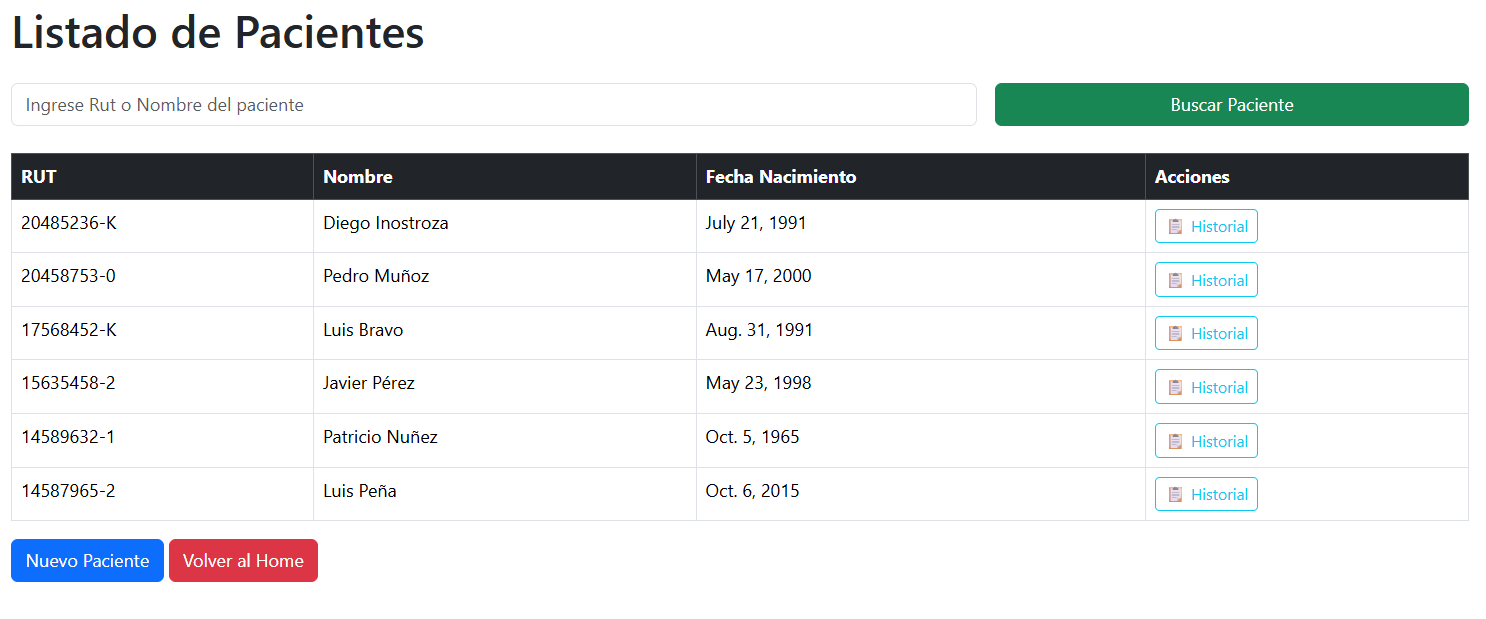 Listado de Pacientes
Ingrese Rut o Nombre del paciente Buscar Paciente
RUT Nombre Fecha Nacimiento Acciones
20485236-K Diego Inostroza July 21, 1991 Historial
20458753-0 Pedro Muñoz May 17, 2000 Historial
17568452-K Luis Bravo Aug. 31, 1991 Historial
15635458-2 Javier Pérez May 23, 1998 Historial
14589632-1 Patricio Nuñez Oct. 5, 1965 Historial
14587965-2 Luis Peña Oct. 6, 2015 Historial
Nuevo Paciente Volver al Home